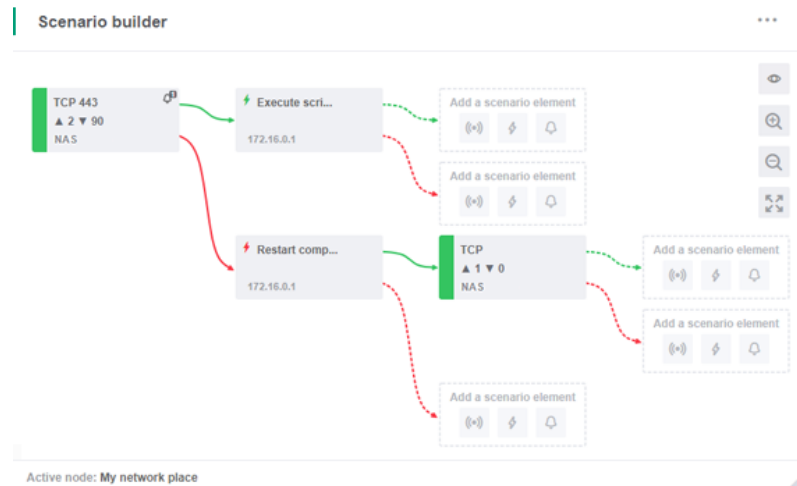 Scenario builder
TCP 443
▲ 2 ▼ 90
NAS
Execute scri...
172.16.0.1
Add a scenario element
Add a scenario element
Restart comp...
172.16.0.1
TCP
▲ 1 ▼ 0
NAS
Add a scenario element
Add a scenario element
Add a scenario element
Active node: My network place